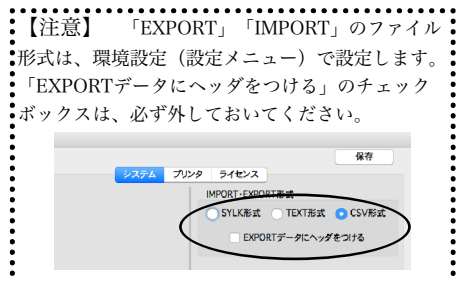 【注意】 「EXPORT」「IMPORT」のファイル
形式は、環境設定（設定メニュー）で設定します。
「EXPORTデータにヘッダをつける」のチェック
ボックスは、必ず外しておいてください。
保存
システム プリンタ ライセンス
IMPORT・EXPORT形式
SYLK形式 TEXT形式 CSV形式
EXPORTデータにヘッダをつける